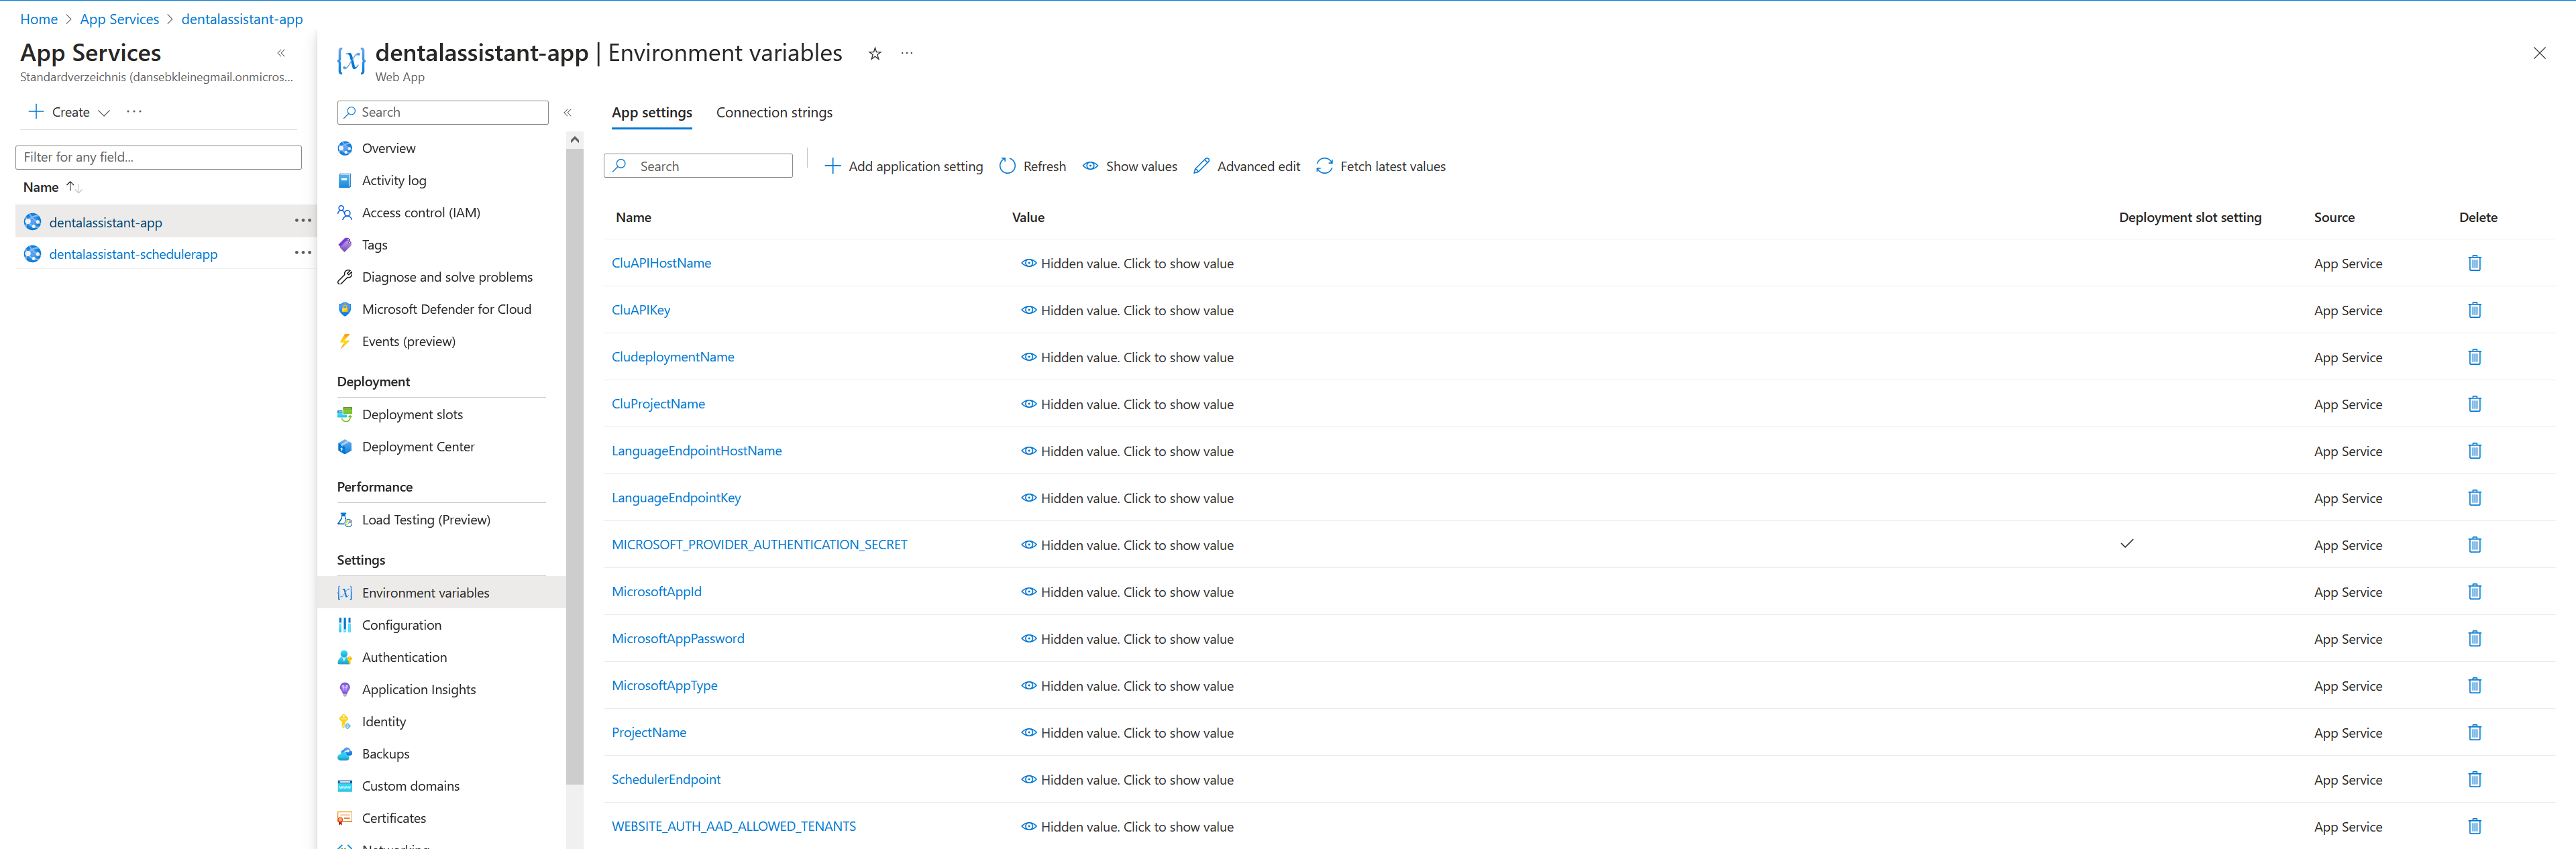 Home > App Services > dentalassistant-app
App Services
Standardverzeichnis (dansebkleinegmail.onmicros...
Create
Filter for any field...
Name
dentalassistant-app
dentalassistant-schedulerapp
dentalassistant-app | Environment variables
Web App
Search
Overview
Activity log
Access control (IAM)
Tags
Diagnose and solve problems
Microsoft Defender for Cloud
Events (preview)
Deployment
Deployment slots
Deployment Center
Performance
Load Testing (Preview)
Settings
Environment variables
Configuration
Authentication
Application Insights
Identity
Backups
Custom domains
Certificates
App settings Connection strings
Search Add application setting Refresh Show values Advanced edit Fetch latest values
Name Value Deployment slot setting Source Delete
CluAPIHostName Hidden value. Click to show value App Service
CluAPIKey Hidden value. Click to show value App Service
CludeploymentName Hidden value. Click to show value App Service
CluProjectName Hidden value. Click to show value App Service
LanguageEndpointHostName Hidden value. Click to show value App Service
LanguageEndpointKey Hidden value. Click to show value App Service
MICROSOFT_PROVIDER_AUTHENTICATION_SECRET Hidden value. Click to show value App Service
MicrosoftAppId Hidden value. Click to show value App Service
MicrosoftAppPassword Hidden value. Click to show value App Service
MicrosoftAppType Hidden value. Click to show value App Service
ProjectName Hidden value. Click to show value App Service
SchedulerEndpoint Hidden value. Click to show value App Service
WEBSITE_AUTH_AAD_ALLOWED_TENANTS Hidden value. Click to show value App Service